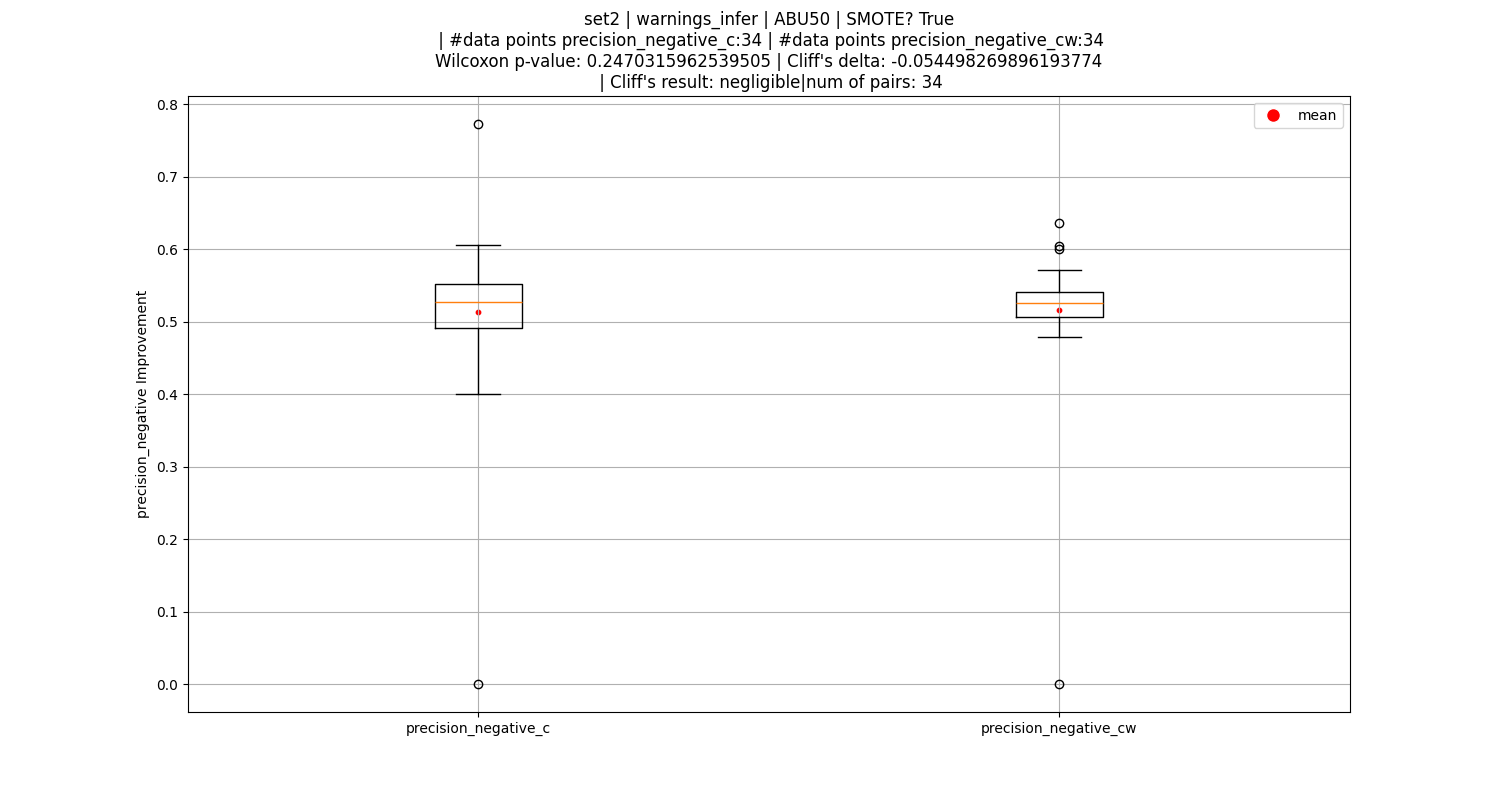 set2 | warnings_infer | ABU50 | SMOTE? True
| #data points precision_negative_c:34 | #data points precision_negative_cw:34
Wilcoxon p-value: 0.2470315962539505 | Cliff's delta: -0.054498269896193774
| Cliff's result: negligible|num of pairs: 34
mean
0.8
0.7
0.6
0.5
0.4
0.3
0.2
0.1
0.0
precision_negative Improvement
precision_negative_c
precision_negative_cw